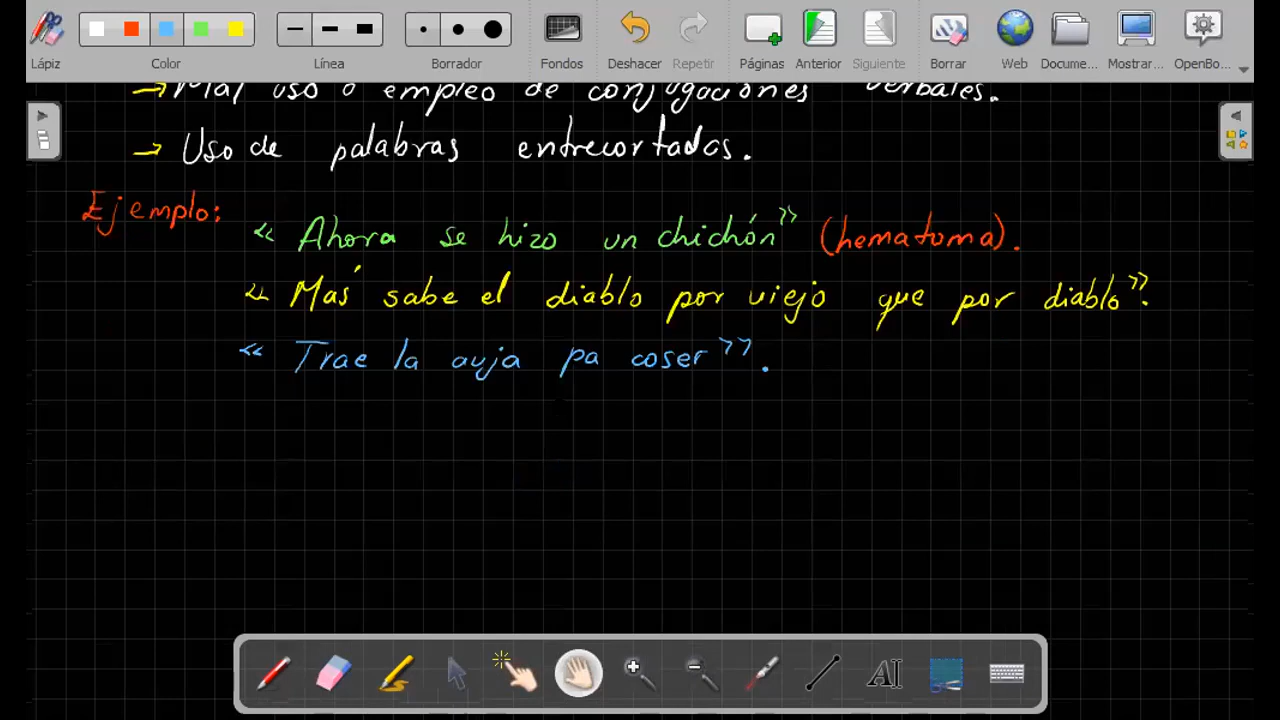 Lápiz Color Línea Borrador Fondos Deshacer Repetir Páginas Anterior Siguiente Borrar Web Docume... Mostrar... OpenBo...
→ Mal uso o empleo de conjugaciones verbales.
→ Uso de palabras entrecortadas.
Ejemplo:
« Ahora se hizo un chichón» (hematoma).
« Más sabe el diablo por viejo que por diablo».
« Trae la auja pa coser».
AI